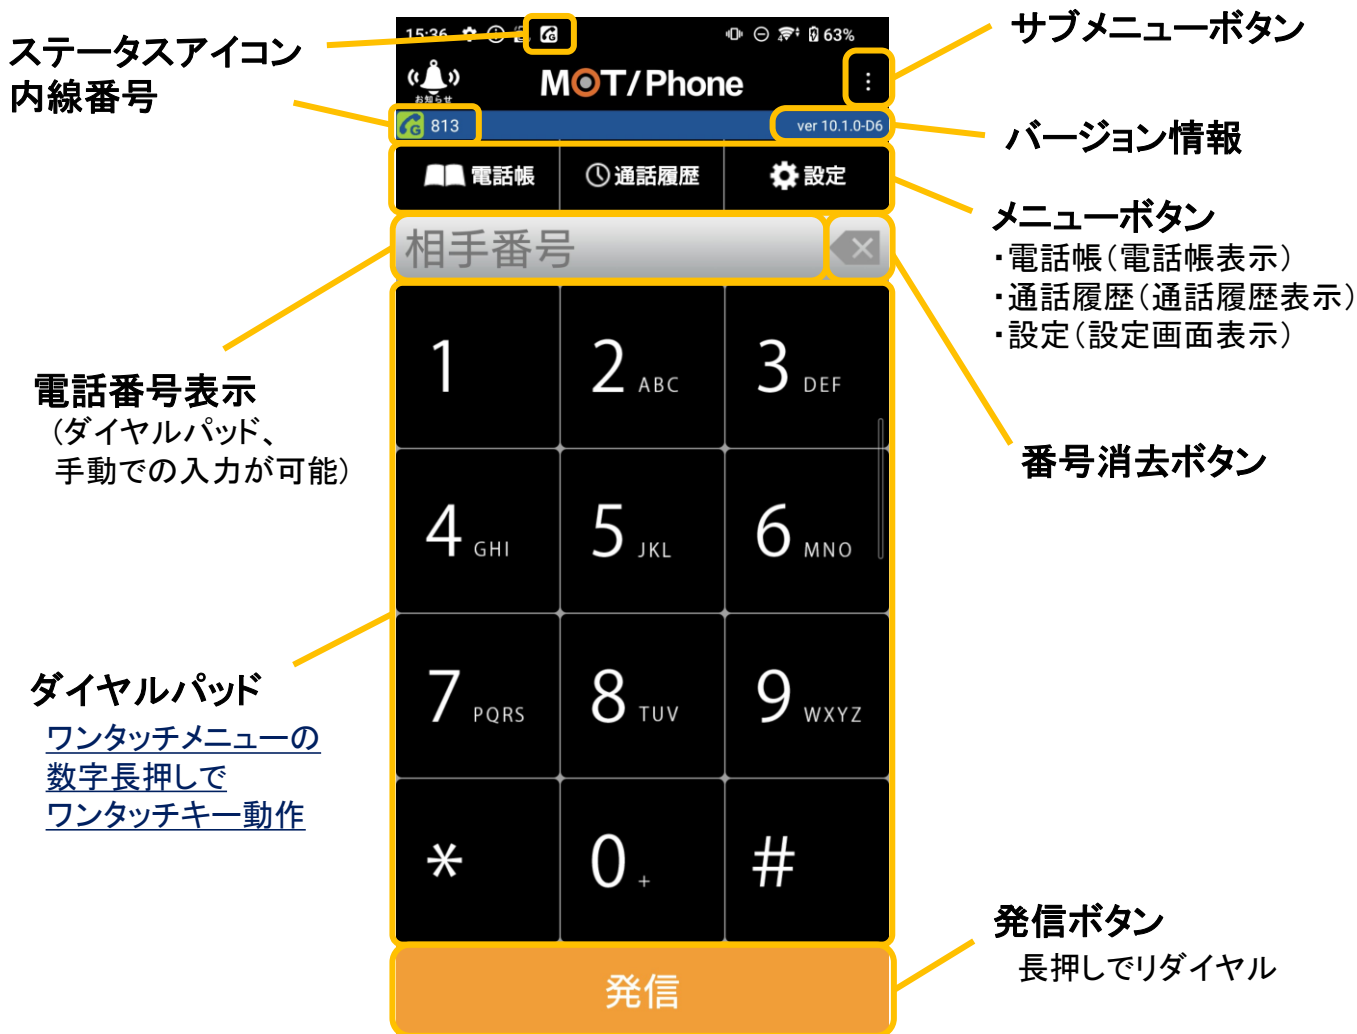 ステータスアイコン
内線番号
サブメニューボタン
バージョン情報
メニューボタン
・電話帳(電話帳表示)
・通話履歴(通話履歴表示)
・設定(設定画面表示)
番号消去ボタン
電話番号表示
(ダイヤルパッド、
手動での入力が可能)
ダイヤルパッド
ワンタッチメニューの
数字長押しで
ワンタッチキー動作
発信ボタン
長押しでリダイヤル
15:36 63%
お知らせ
MOT/Phone
G 813 ver 10.1.0-D6
電話帳 通話履歴 設定
相手番号
1 2 ABC 3 DEF
4 GHI 5 JKL 6 MNO
7 PQRS 8 TUV 9 WXYZ
* 0 + #
発信